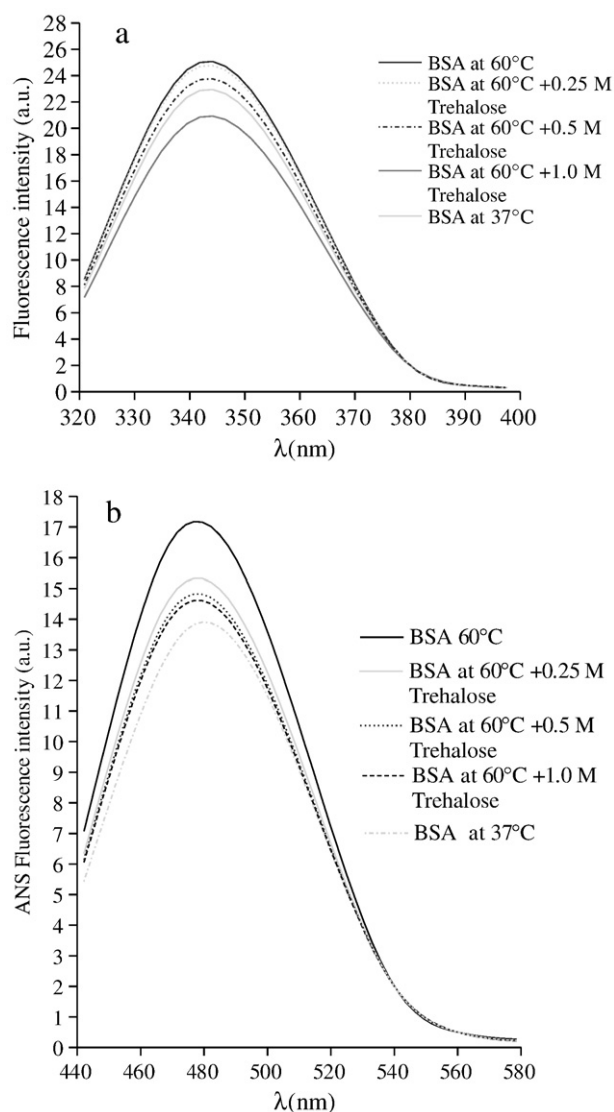 a
28
26
24
22
20
18
16
14
12
10
8
6
4
2
0
Fluorescence intensity (a.u.)
320 330 340 350 360 370 380 390 400
λ(nm)
BSA at 60°C
BSA at 60°C +0.25 M
Trehalose
BSA at 60°C +0.5 M
Trehalose
BSA at 60°C +1.0 M
Trehalose
BSA at 37°C
b
18
17
16
15
14
13
12
11
10
9
8
7
6
5
4
3
2
1
0
ANS Fluorescence intensity (a.u.)
440 460 480 500 520 540 560 580
λ(nm)
BSA 60°C
BSA at 60°C +0.25 M
Trehalose
BSA at 60°C +0.5 M
Trehalose
BSA at 60°C +1.0 M
Trehalose
BSA at 37°C